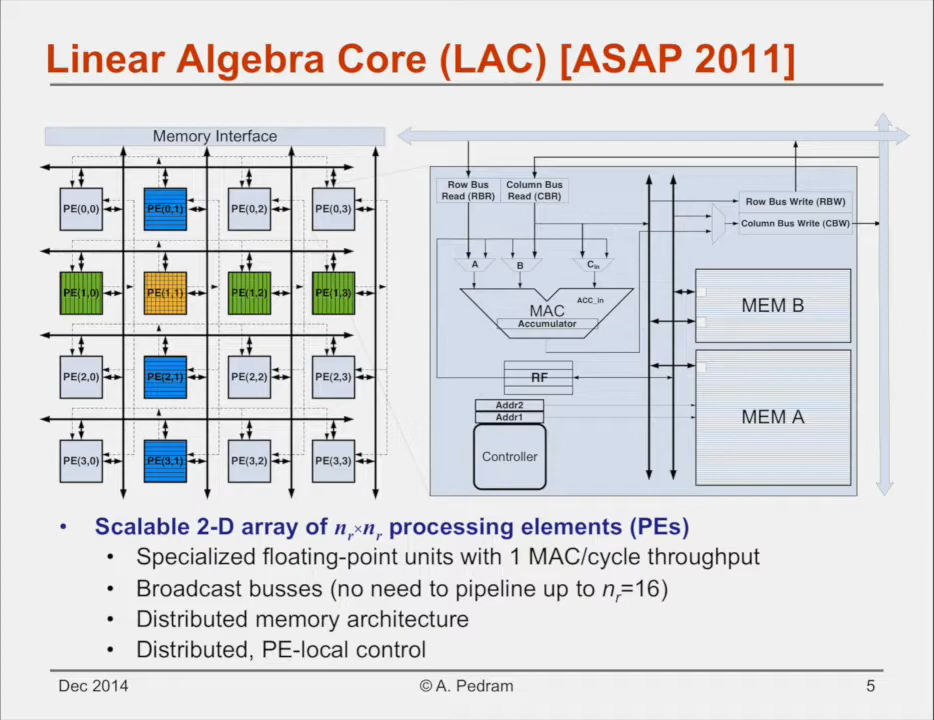 Linear Algebra Core (LAC) [ASAP 2011]
Memory Interface
PE(0,0)
PE(0,1)
PE(0,2)
PE(0,3)
PE(1,0)
PE(1,1)
PE(1,2)
PE(1,3)
PE(2,0)
PE(2,1)
PE(2,2)
PE(2,3)
PE(3,0)
PE(3,1)
PE(3,2)
PE(3,3)
Row Bus
Read (RBR)
Column Bus
Read (CBR)
Row Bus Write (RBW)
Column Bus Write (CBW)
A
B
Cin
ACC_in
MAC
Accumulator
RF
Addr2
Addr1
Controller
MEM B
MEM A
• Scalable 2-D array of nr×nr processing elements (PEs)
• Specialized floating-point units with 1 MAC/cycle throughput
• Broadcast busses (no need to pipeline up to nr=16)
• Distributed memory architecture
• Distributed, PE-local control
Dec 2014
© A. Pedram
5